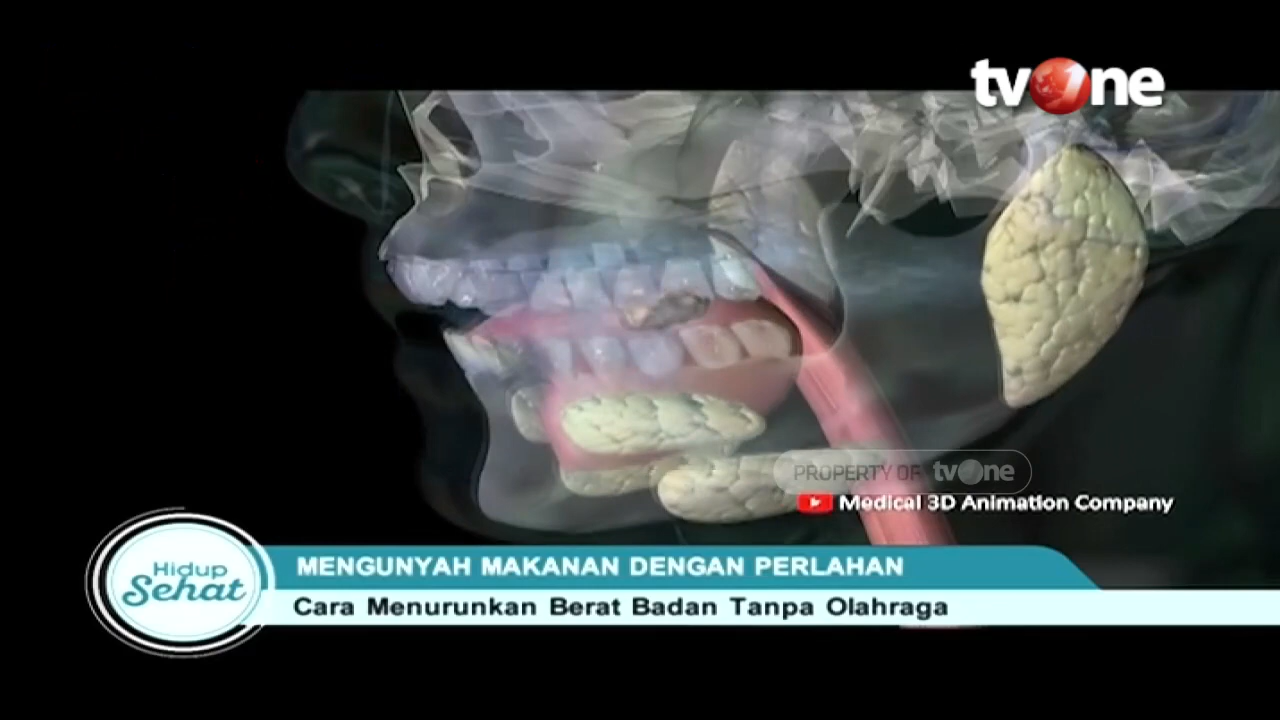 tvOne
PROPERTY OF tvOne
Medical 3D Animation Company
Hidup
Sehat
MENGUNYAH MAKANAN DENGAN PERLAHAN
Cara Menurunkan Berat Badan Tanpa Olahraga